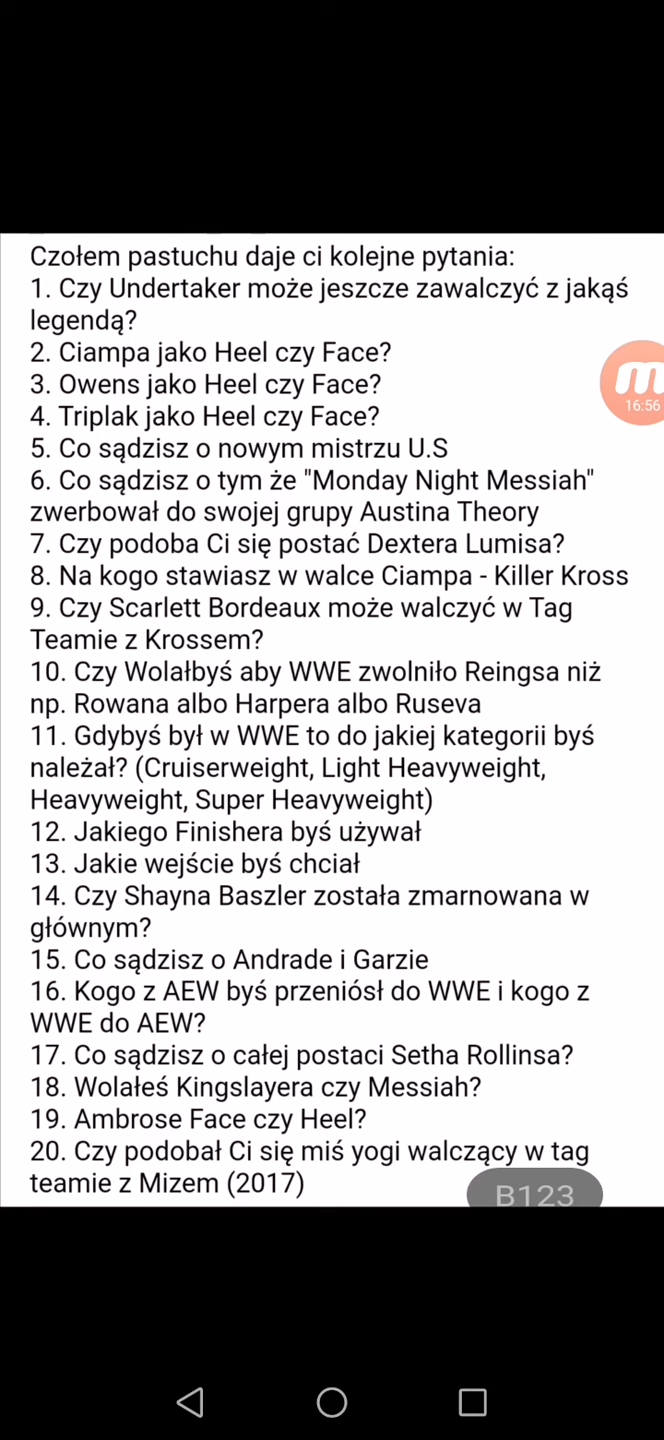 Czołem pastuchu daje ci kolejne pytania:
1. Czy Undertaker może jeszcze zawalczyć z jakąś
legendą?
2. Ciampa jako Heel czy Face?
3. Owens jako Heel czy Face?
16:56
4. Triplak jako Heel czy Face?
5. Co sądzisz o nowym mistrzu U.S
6. Co sądzisz o tym że "Monday Night Messiah"
zwerbował do swojej grupy Austina Theory
7. Czy podoba Ci się postać Dextera Lumisa?
8. Na kogo stawiasz w walce Ciampa - Killer Kross
9. Czy Scarlett Bordeaux może walczyć w Tag
Teamie z Krossem?
10. Czy Wolałbyś aby WWE zwolniło Reingsa niż
np. Rowana albo Harpera albo Ruseva
11. Gdybyś był w WWE to do jakiej kategorii byś
należał? (Cruiserweight, Light Heavyweight,
Heavyweight, Super Heavyweight)
12. Jakiego Finishera byś używał
13. Jakie wejście byś chciał
14. Czy Shayna Baszler została zmarnowana w
głównym?
15. Co sądzisz o Andrade i Garzie
16. Kogo z AEW byś przeniósł do WWE i kogo z
WWE do AEW?
17. Co sądzisz o całej postaci Setha Rollinsa?
18. Wolałeś Kingslayera czy Messiah?
19. Ambrose Face czy Heel?
20. Czy podobał Ci się miś yogi walczący w tag
teamie z Mizem (2017)
B123